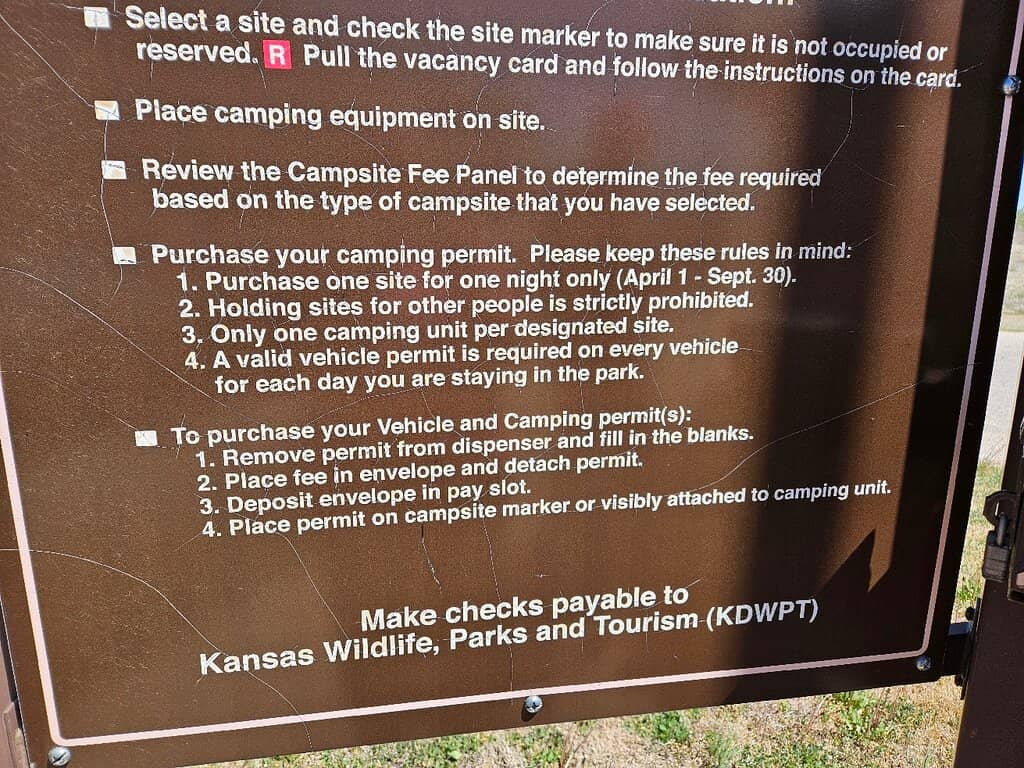 Select a site and check the site marker to make sure it is not occupied or
reserved. R Pull the vacancy card and follow the instructions on the card.
Place camping equipment on site.
Review the Campsite Fee Panel to determine the fee required
based on the type of campsite that you have selected.
Purchase your camping permit. Please keep these rules in mind:
1. Purchase one site for one night only (April 1 - Sept. 30).
2. Holding sites for other people is strictly prohibited.
3. Only one camping unit per designated site.
4. A valid vehicle permit is required on every vehicle
for each day you are staying in the park.
To purchase your Vehicle and Camping permit(s):
1. Remove permit from dispenser and fill in the blanks.
2. Place fee in envelope and detach permit.
3. Deposit envelope in pay slot.
4. Place permit on campsite marker or visibly attached to camping unit.
Make checks payable to
Kansas Wildlife, Parks and Tourism (KDWPT)